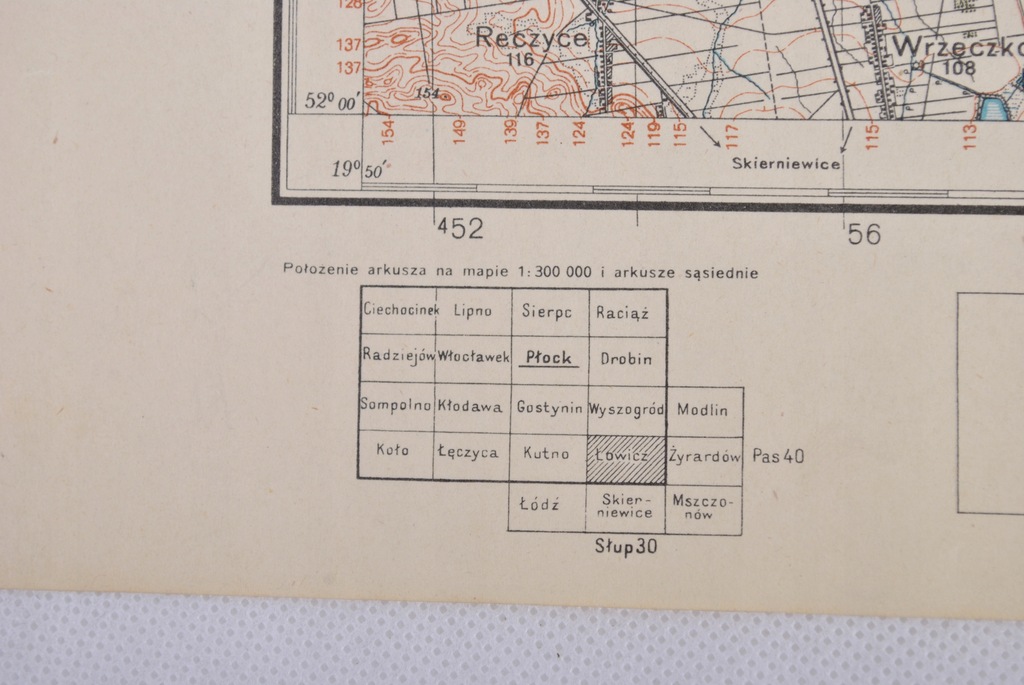 128
137
Reczyce
116
Wrzeczko
108
137
154
52° 00'
154
149
139
137
124
124
119
115
117
115
113
Skierniewice
19° 50'
452
56
Położenie arkusza na mapie 1:300 000 i arkusze sąsiednie
Ciechocinek Lipno Sierpc Raciąż
Radziejów Włocławek Płock Drobin
Sompolno Kłodawa Gostynin Wyszogród Modlin
Koło Łęczyca Kutno Łowicz Żyrardów Pas 40
Łódź Skier- Mszczo-
niewice nów
Słup 30